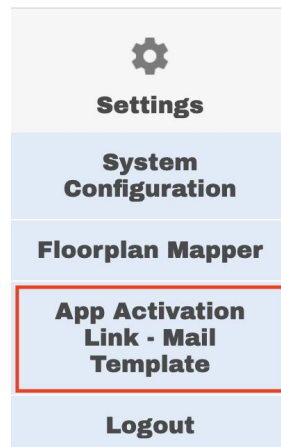 Settings
System
Configuration
Floorplan Mapper
App Activation
Link - Mail
Template
Logout